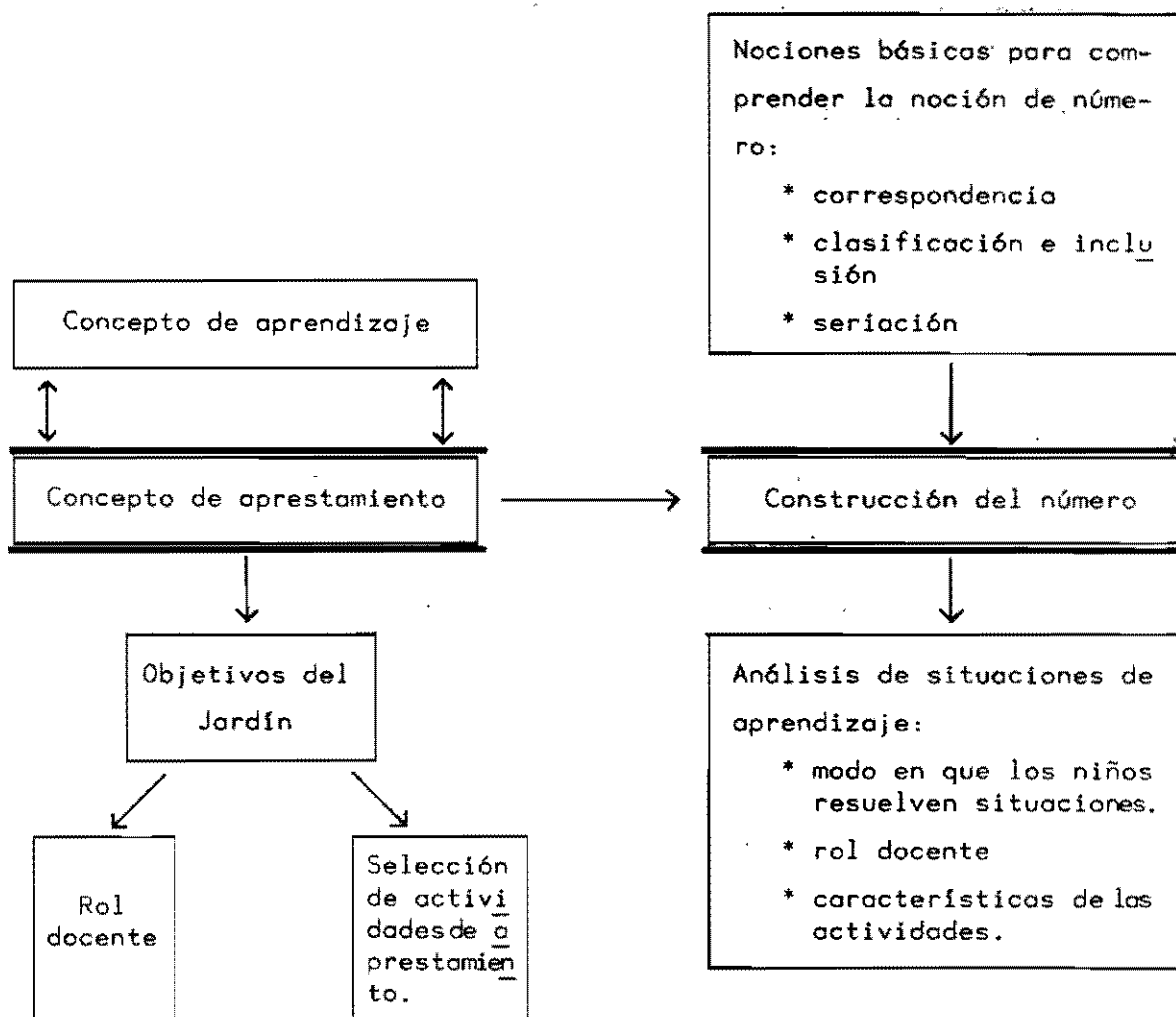 Nociones básicas para com-
prender la noción de núme-
ro:
* correspondencia
* clasificación e inclu
sión
* seriación
Concepto de aprendizaje
Concepto de aprestamiento
Construcción del número
Objetivos del
Jardín
Análisis de situaciones de
aprendizaje:
* modo en que los niños
resuelven situaciones.
* rol docente
* características de las
actividades.
Rol
docente
Selección
de activi
dades de a
prestamien
to.